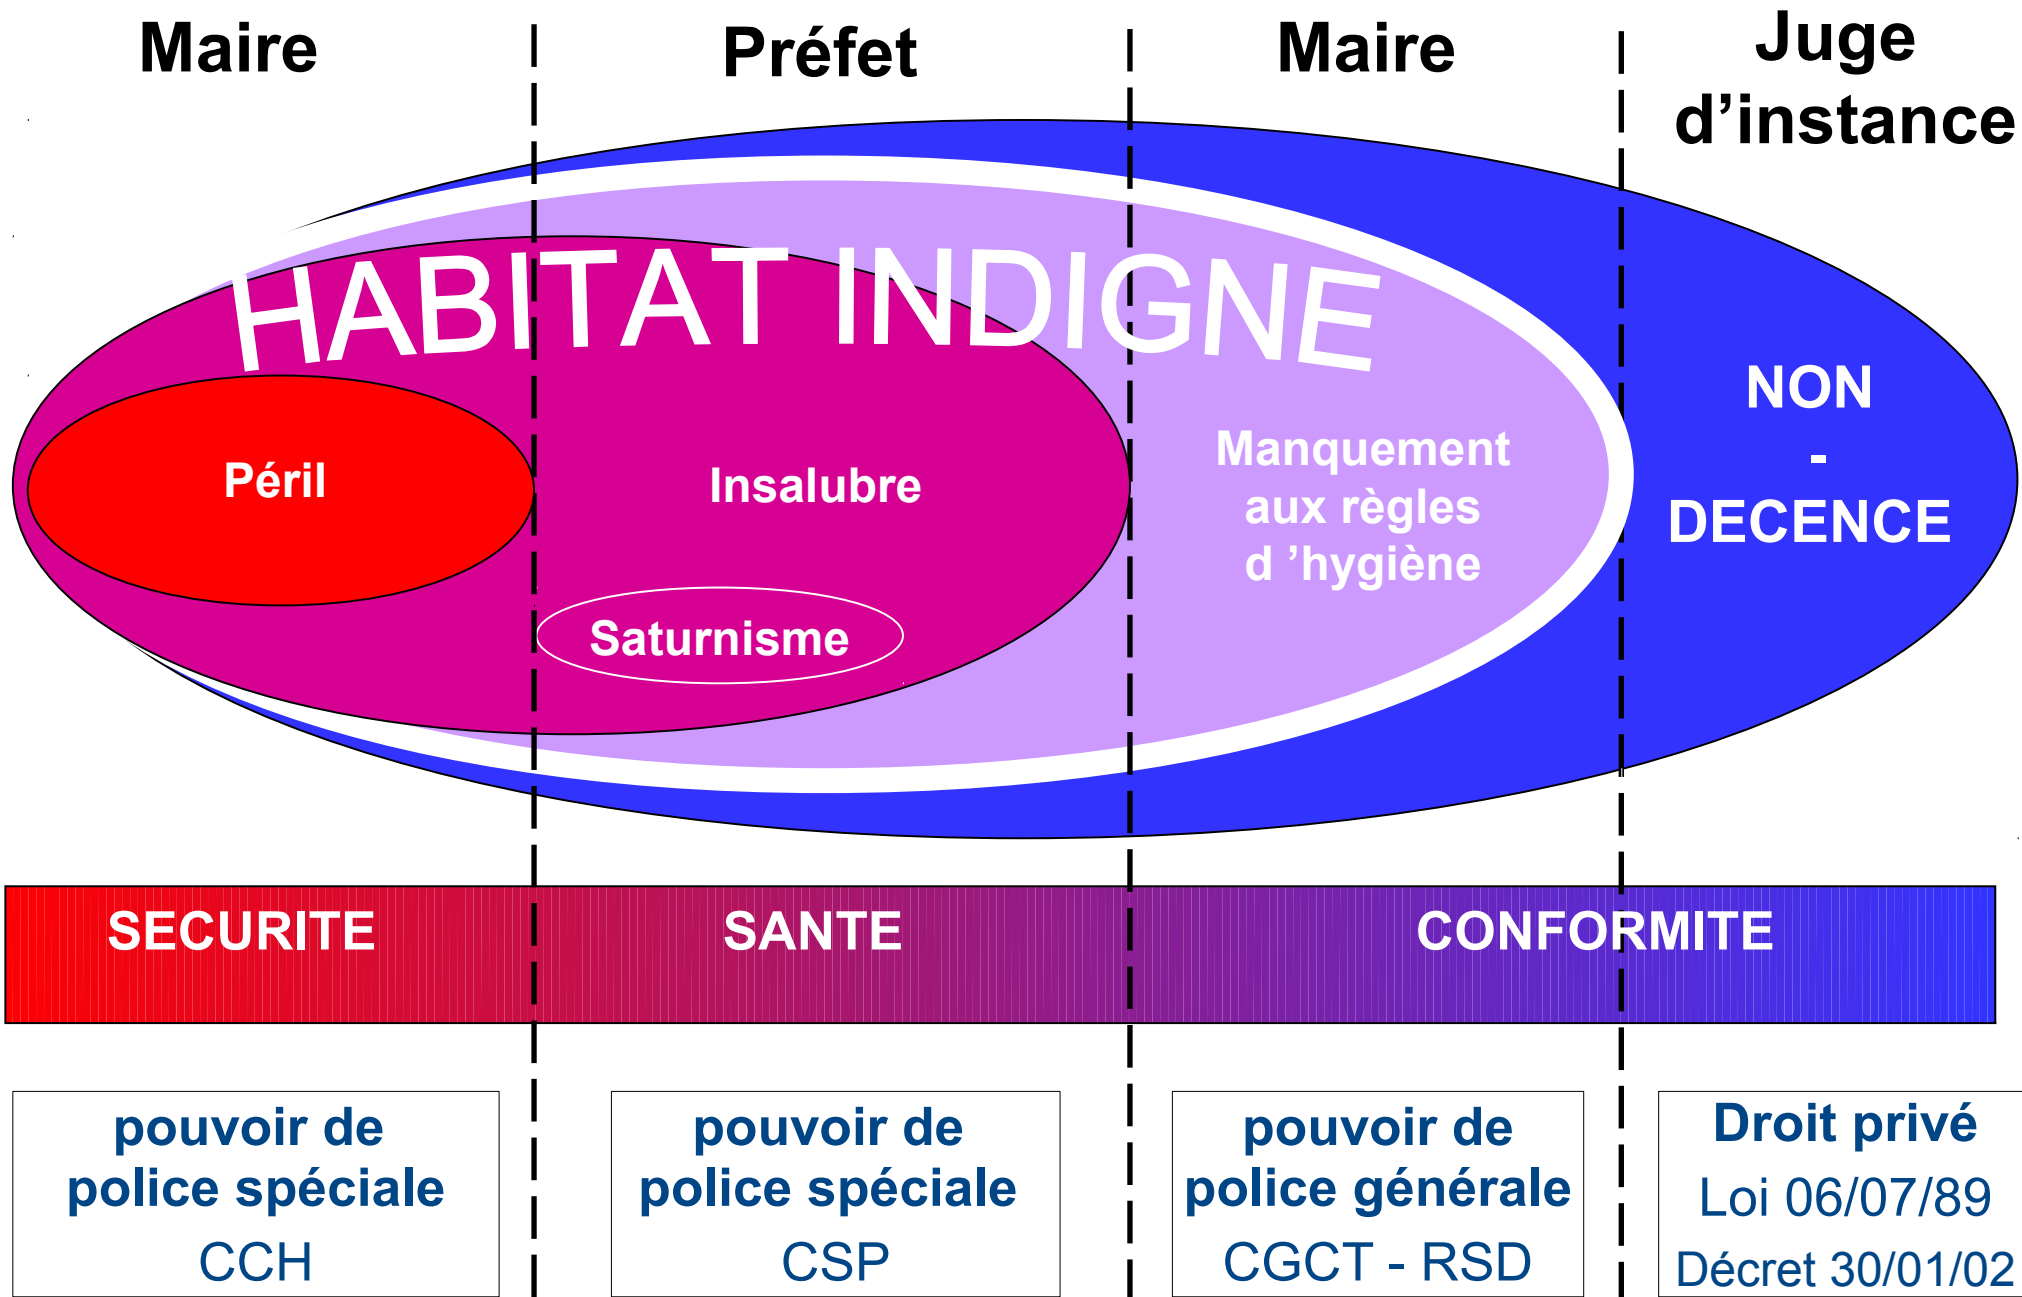 Maire
Préfet
Maire
Juge
d’instance
HABITAT INDIGNE
Péril
Insalubre
Saturnisme
Manquement
aux règles
d ’hygiène
NON
-
DECENCE
SECURITE
SANTE
CONFORMITE
pouvoir de
police spéciale
CCH
pouvoir de
police spéciale
CSP
pouvoir de
police générale
CGCT - RSD
Droit privé
Loi 06/07/89
Décret 30/01/02